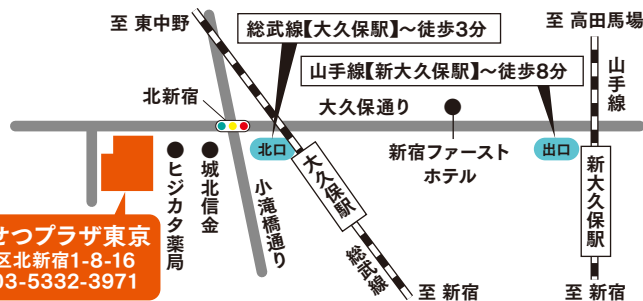 至 東中野
総武線【大久保駅】～徒歩3分
至 高田馬場
山手線【新大久保駅】～徒歩8分
山手線
北新宿
大久保通り
北口
新宿ファースト
ホテル
出口
大久保駅
新大久保駅
ヒジカタ薬局
城北信金
小滝橋通り
せつプラザ東京
区北新宿1-8-16
03-5332-3971
総武線
至 新宿
至 新宿